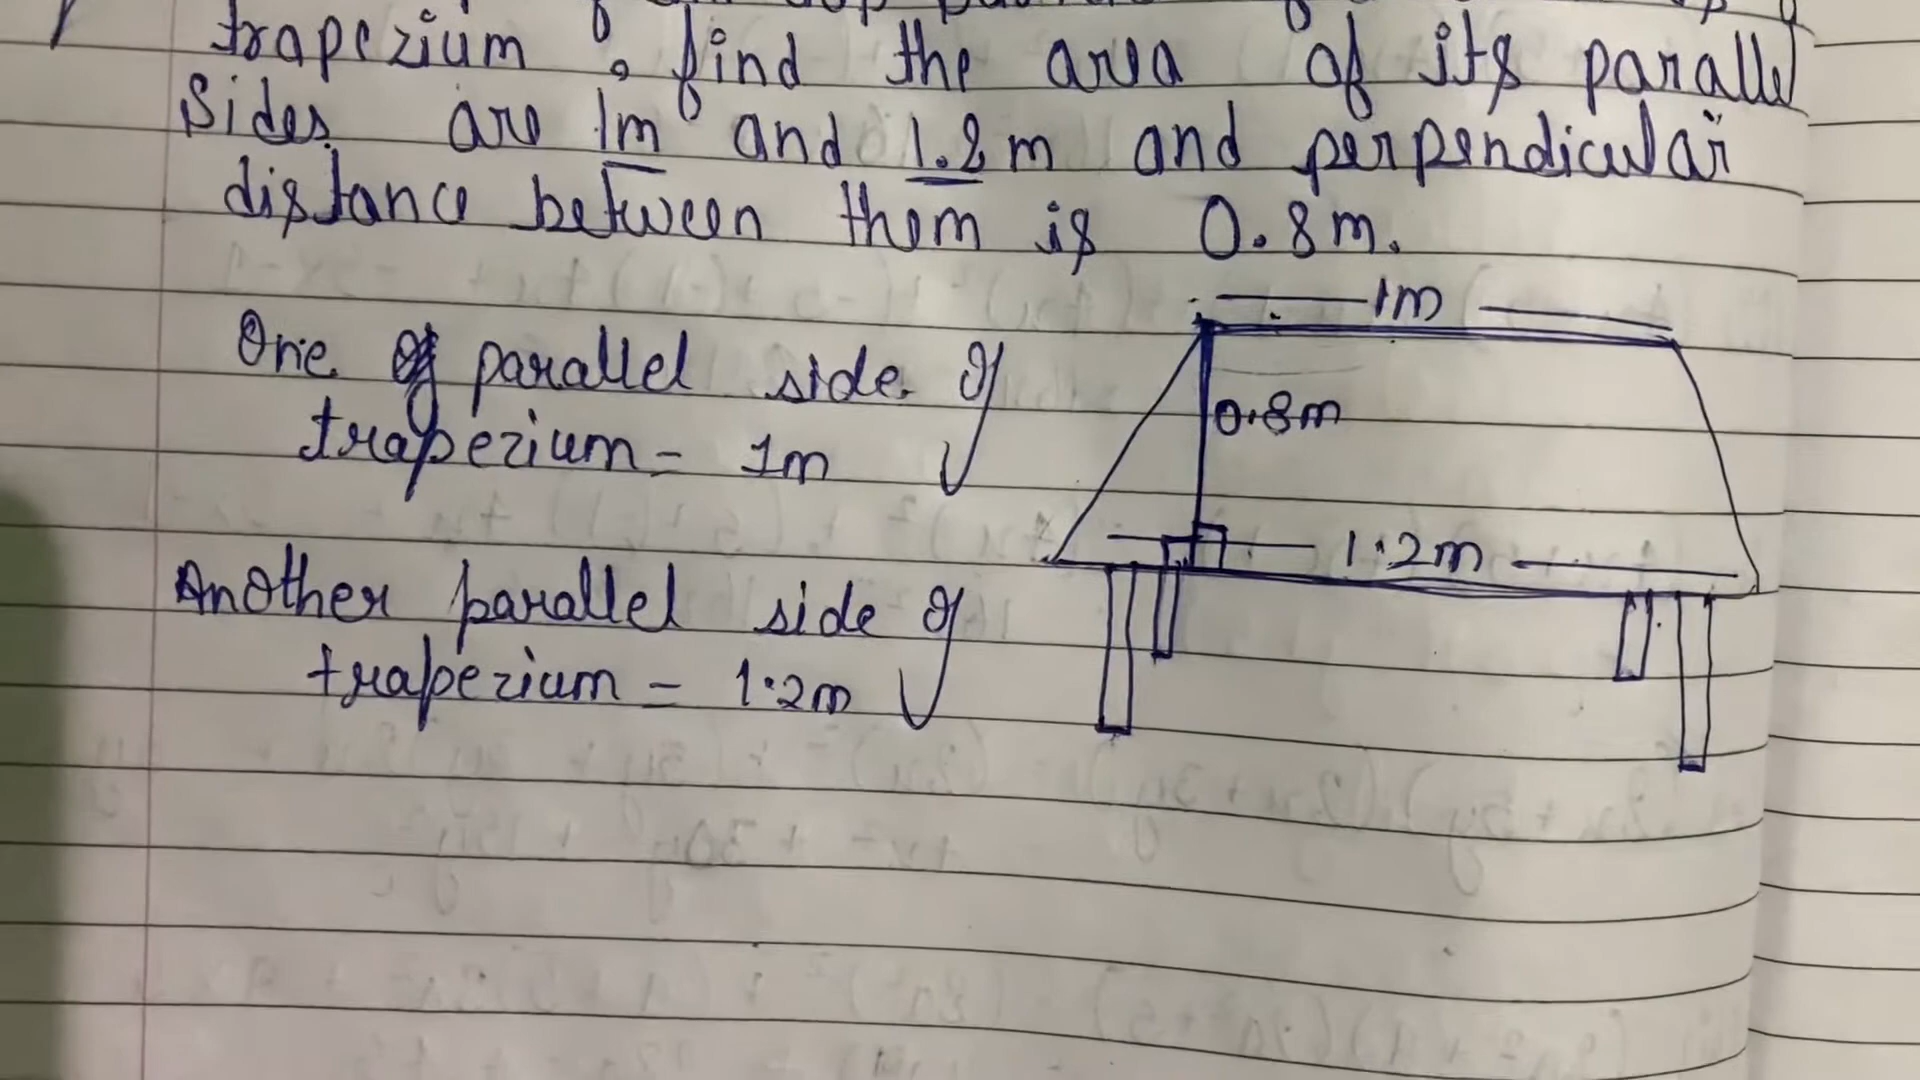 trapezium. find the area of its parallel
Sides are 1m and 1.2m and perpendicular
distance between them is 0.8m.
1m
One of parallel side of
trapezium = 1m
0.8m
1.2m
Another parallel side of
trapezium = 1.2m